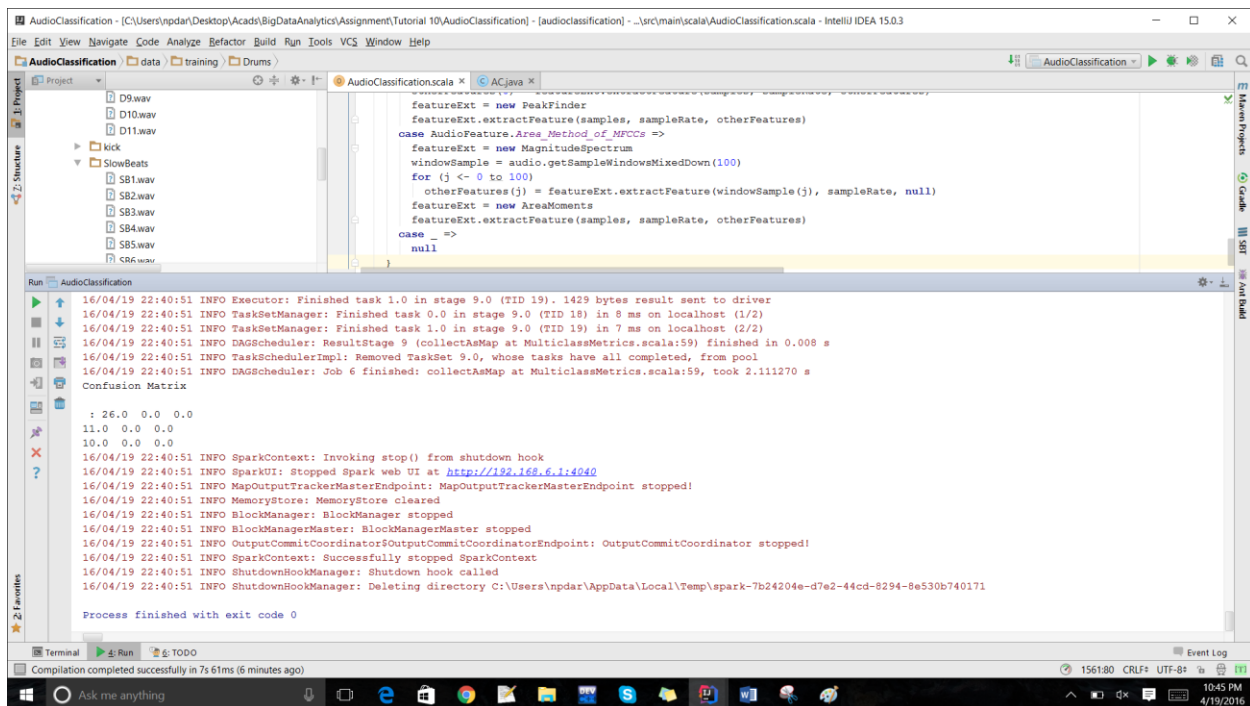 AudioClassification - [C:\Users\npdar\Desktop\Acads\BigDataAnalytics\Assignment\Tutorial 10\AudioClassification] - [audioclassification] - ...\src\main\scala\AudioClassification.scala - IntelliJ IDEA 15.0.3
File Edit View Navigate Code Analyze Refactor Build Run Tools VCS Window Help
AudioClassification data training Drums
AudioClassification
Project
AudioClassification.scala × ACjava ×
D9.wav
D10.wav
D11.wav
kick
SlowBeats
SB1.wav
SB2.wav
SB3.wav
SB4.wav
SB5.wav
SB6.wav
featureExt = new PeakFinder
featureExt.extractFeature(samples, sampleRate, otherFeatures)
case AudioFeature.Area_Method_of_MFCCs =>
featureExt = new MagnitudeSpectrum
windowSample = audio.getSampleWindowsMixedDown(100)
for (j <- 0 to 100)
otherFeatures(j) = featureExt.extractFeature(windowSample(j), sampleRate, null)
featureExt = new AreaMoments
featureExt.extractFeature(samples, sampleRate, otherFeatures)
case _ =>
null
}
1: Project
Z: Structure
2: Favorites
Maven Projects
Gradle
SBT
Ant Build
Run AudioClassification
16/04/19 22:40:51 INFO Executor: Finished task 1.0 in stage 9.0 (TID 19). 1429 bytes result sent to driver
16/04/19 22:40:51 INFO TaskSetManager: Finished task 0.0 in stage 9.0 (TID 18) in 8 ms on localhost (1/2)
16/04/19 22:40:51 INFO TaskSetManager: Finished task 1.0 in stage 9.0 (TID 19) in 7 ms on localhost (2/2)
16/04/19 22:40:51 INFO DAGScheduler: ResultStage 9 (collectAsMap at MulticlassMetrics.scala:59) finished in 0.008 s
16/04/19 22:40:51 INFO TaskSchedulerImpl: Removed TaskSet 9.0, whose tasks have all completed, from pool
16/04/19 22:40:51 INFO DAGScheduler: Job 6 finished: collectAsMap at MulticlassMetrics.scala:59, took 2.111270 s
Confusion Matrix
: 26.0 0.0 0.0
11.0 0.0 0.0
10.0 0.0 0.0
16/04/19 22:40:51 INFO SparkContext: Invoking stop() from shutdown hook
16/04/19 22:40:51 INFO SparkUI: Stopped Spark web UI at http://192.168.6.1:4040
16/04/19 22:40:51 INFO MapOutputTrackerMasterEndpoint: MapOutputTrackerMasterEndpoint stopped!
16/04/19 22:40:51 INFO MemoryStore: MemoryStore cleared
16/04/19 22:40:51 INFO BlockManager: BlockManager stopped
16/04/19 22:40:51 INFO BlockManagerMaster: BlockManagerMaster stopped
16/04/19 22:40:51 INFO OutputCommitCoordinator$OutputCommitCoordinatorEndpoint: OutputCommitCoordinator stopped!
16/04/19 22:40:51 INFO SparkContext: Successfully stopped SparkContext
16/04/19 22:40:51 INFO ShutdownHookManager: Shutdown hook called
16/04/19 22:40:51 INFO ShutdownHookManager: Deleting directory C:\Users\npdar\AppData\Local\Temp\spark-7b24204e-d7e2-44cd-8294-8e530b740171
Process finished with exit code 0
Terminal 4: Run 6: TODO Event Log
Compilation completed successfully in 7s 61ms (6 minutes ago) 1561:80 CRLF÷ UTF-8÷
Ask me anything
10:45 PM
4/19/2016